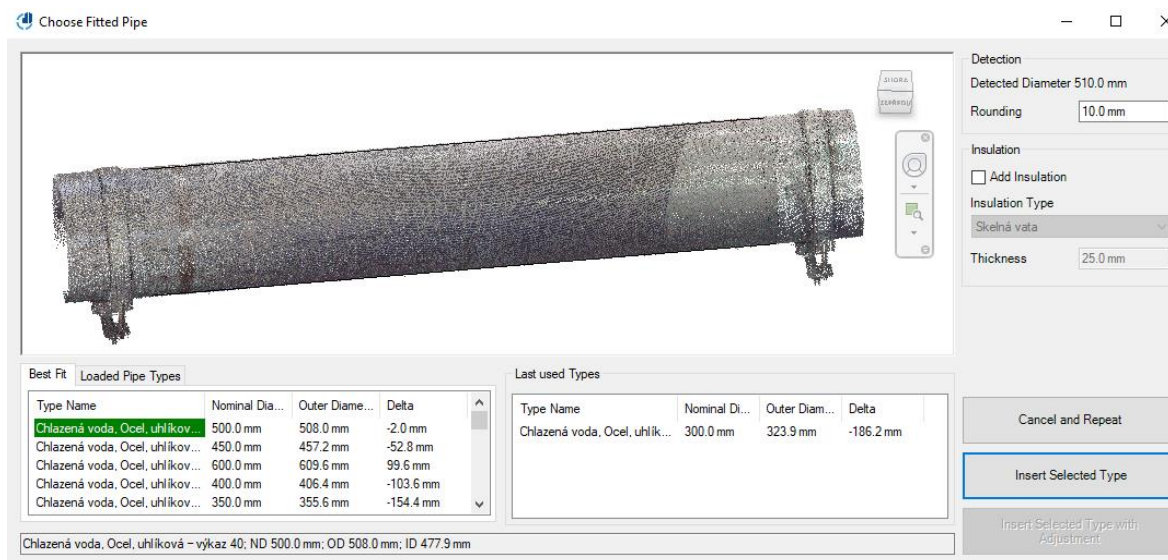 Choose Fitted Pipe
SHORA
ZEPŘEDU
Detection
Detected Diameter 510.0 mm
Rounding 10.0 mm
Insulation
Add Insulation
Insulation Type
Skelná vata
Thickness 25.0 mm
Best Fit Loaded Pipe Types
Type Name Nominal Dia... Outer Diame... Delta
Chlazená voda, Ocel, uhlíkov... 500.0 mm 508.0 mm -2.0 mm
Chlazená voda, Ocel, uhlíkov... 450.0 mm 457.2 mm -52.8 mm
Chlazená voda, Ocel, uhlíkov... 600.0 mm 609.6 mm 99.6 mm
Chlazená voda, Ocel, uhlíkov... 400.0 mm 406.4 mm -103.6 mm
Chlazená voda, Ocel, uhlíkov... 350.0 mm 355.6 mm -154.4 mm
Last used Types
Type Name Nominal Di... Outer Diam... Delta
Chlazená voda, Ocel, uhlík... 300.0 mm 323.9 mm -186.2 mm
Cancel and Repeat
Insert Selected Type
Insert Selected Type with
Adjustment
Chlazená voda, Ocel, uhlíková − výkaz 40; ND 500.0 mm; OD 508.0 mm; ID 477.9 mm